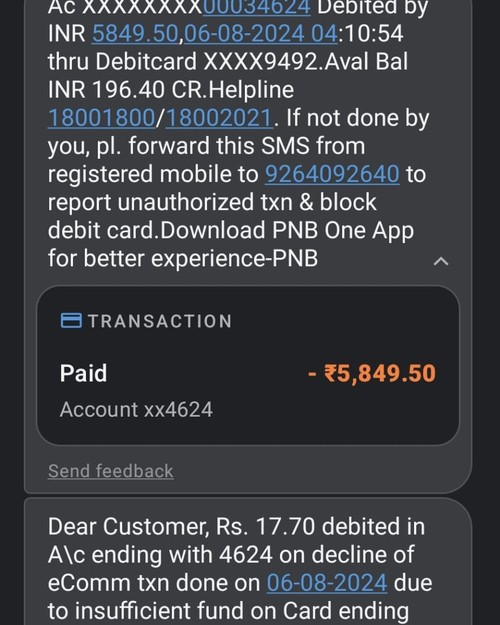 Ac XXXXXXXX00034624 Debited by
INR 5849.50,06-08-2024 04:10:54
thru Debitcard XXXX9492.Aval Bal
INR 196.40 CR.Helpline
18001800/18002021. If not done by
you, pl. forward this SMS from
registered mobile to 9264092640 to
report unauthorized txn & block
debit card.Download PNB One App
for better experience-PNB
TRANSACTION
Paid - ₹5,849.50
Account xx4624
Send feedback
Dear Customer, Rs. 17.70 debited in
A\c ending with 4624 on decline of
eComm txn done on 06-08-2024 due
to insufficient fund on Card ending